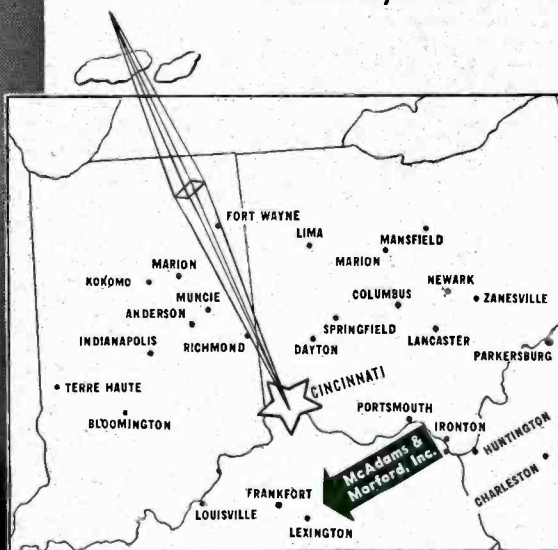 FORT WAYNE
LIMA
MANSFIELD
MARION
MARION
KOKOMO
NEWARK
MUNCIE
COLUMBUS
ZANESVILLE
ANDERSON
SPRINGFIELD
LANCASTER
INDIANAPOLIS
RICHMOND
DAYTON
PARKERSBURG
TERRE HAUTE
CINCINNATI
BLOOMINGTON
PORTSMOUTH
IRONTON
HUNTINGTON
McAdams &
Morford, Inc.
CHARLESTON
FRANKFORT
LOUISVILLE
LEXINGTON